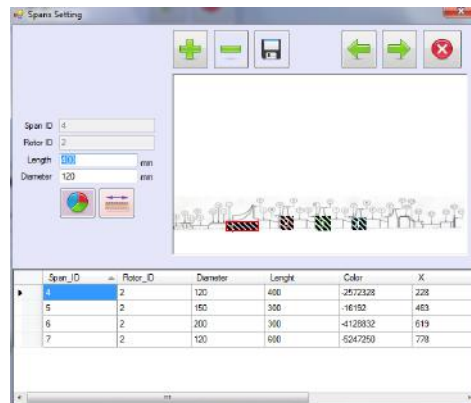 Spans Setting
Span ID 4
Rotor ID 2
Length 400 mm
Diameter 120 mm
Span_ID Rotor_ID Diameter Lenght Color X
4 2 120 400 -2572328 228
5 2 150 300 -16192 463
6 2 200 300 -4128832 619
7 2 120 600 -5247250 778